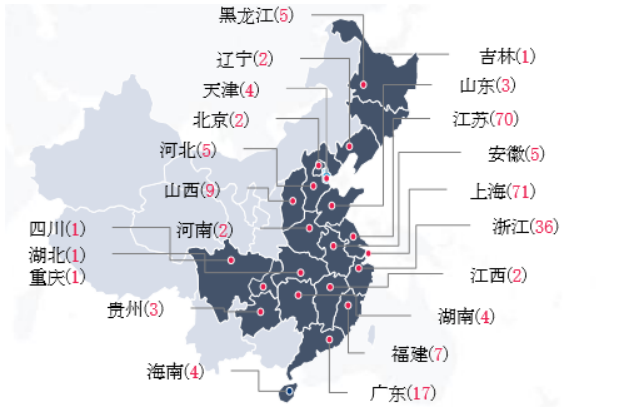 黑龙江(5)
吉林(1)
辽宁(2)
山东(3)
天津(4)
江苏(70)
北京(2)
安徽(5)
河北(5)
山西(9)
上海(71)
河南(2)
浙江(36)
四川(1)
湖北(1)
重庆(1)
江西(2)
贵州(3)
湖南(4)
福建(7)
海南(4)
广东(17)